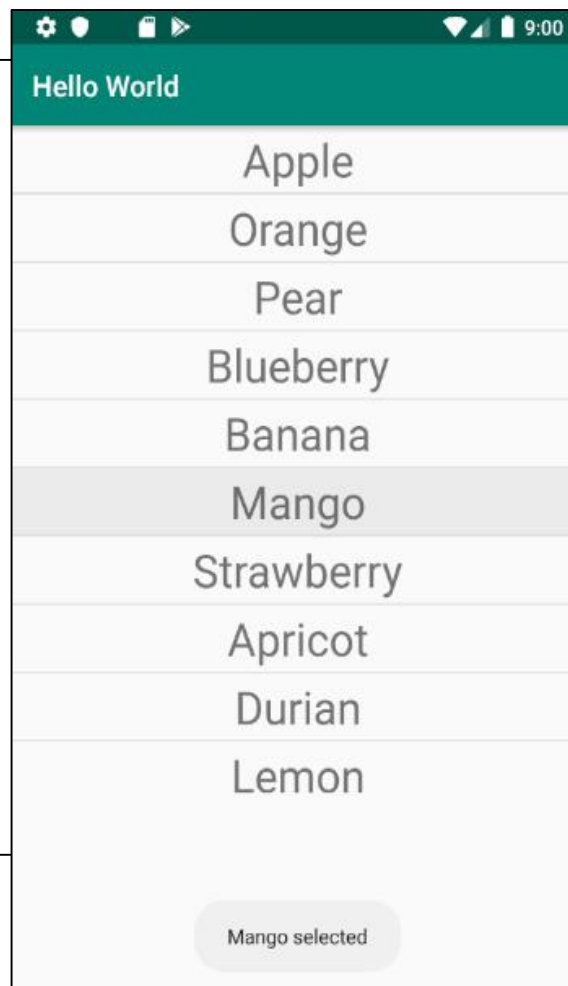 9:00
Hello World
Apple
Orange
Pear
Blueberry
Banana
Mango
Strawberry
Apricot
Durian
Lemon
Mango selected